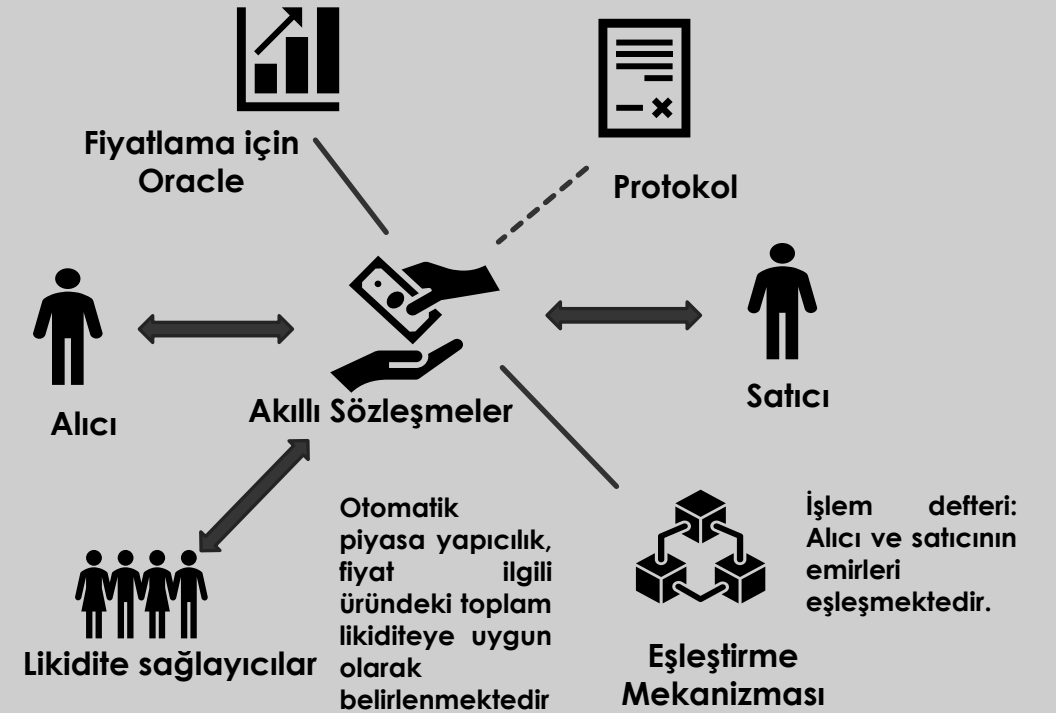 Fiyatlama için
Oracle
Protokol
Alıcı
Akıllı Sözleşmeler
Satıcı
Likidite sağlayıcılar
Otomatik
piyasa yapıcılık,
fiyat ilgili
üründeki toplam
likiditeye uygun
olarak
belirlenmektedir
Eşleştirme
Mekanizması
İşlem defteri:
Alıcı ve satıcının
emirleri
eşleşmektedir.